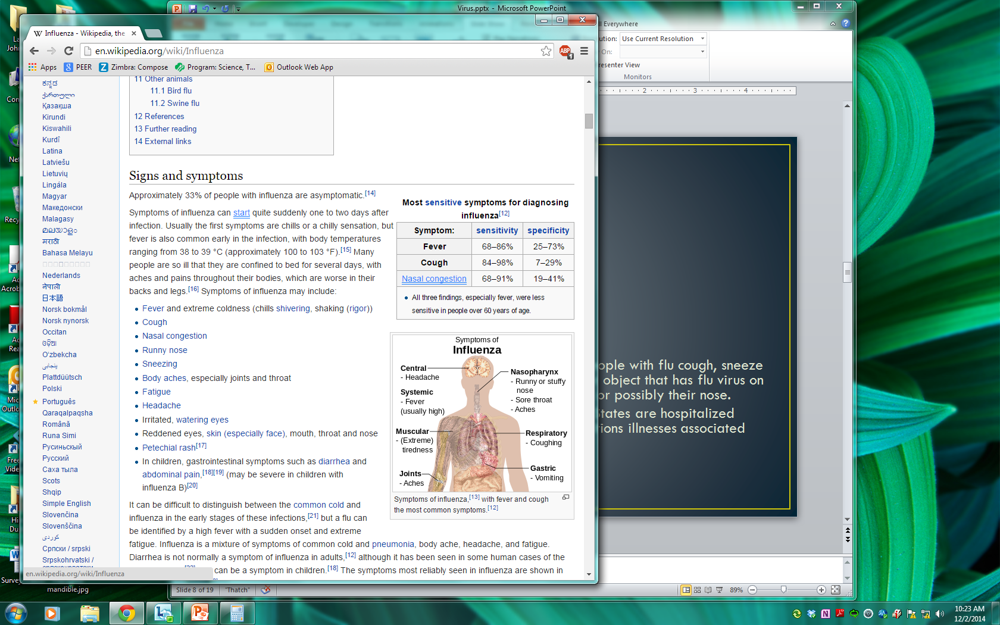 Virus.pptx - Microsoft PowerPoint
Influenza - Wikipedia, the
en.wikipedia.org/wiki/Influenza
ABP
1
Apps
PEER
Zimbra: Compose
Program: Science, T...
Outlook Web App
ಕನ್ನಡ
ქართული
Қазақша
Kirundi
Kiswahili
Kurdî
Latina
Latviešu
Lietuvių
Lingála
Magyar
Македонски
Malagasy
മലയാളം
मराठी
Bahasa Melayu
Nederlands
नेपाली
日本語
Norsk bokmål
Norsk nynorsk
Occitan
ଓଡ଼ିଆ
Oʻzbekcha
پنجابی
Plattdüütsch
Polski
Português
Qaraqalpaqsha
Română
Runa Simi
Русиньскый
Русский
Саха тыла
Scots
Shqip
Simple English
Slovenčina
Slovenščina
کوردی
Српски / srpski
Srpskohrvatski /
en.wikipedia.org/wiki/Influenza
11 Other animals
11.1 Bird flu
11.2 Swine flu
12 References
13 Further reading
14 External links
Signs and symptoms
Approximately 33% of people with influenza are asymptomatic.[14]
Symptoms of influenza can start quite suddenly one to two days after
infection. Usually the first symptoms are chills or a chilly sensation, but
fever is also common early in the infection, with body temperatures
ranging from 38 to 39 °C (approximately 100 to 103 °F).[15] Many
people are so ill that they are confined to bed for several days, with
aches and pains throughout their bodies, which are worse in their
backs and legs.[16] Symptoms of influenza may include:
Fever and extreme coldness (chills shivering, shaking (rigor))
Cough
Nasal congestion
Runny nose
Sneezing
Body aches, especially joints and throat
Fatigue
Headache
Irritated, watering eyes
Reddened eyes, skin (especially face), mouth, throat and nose
Petechial rash[17]
In children, gastrointestinal symptoms such as diarrhea and
abdominal pain,[18][19] (may be severe in children with
influenza B)[20]
It can be difficult to distinguish between the common cold and
influenza in the early stages of these infections,[21] but a flu can
be identified by a high fever with a sudden onset and extreme
fatigue. Influenza is a mixture of symptoms of common cold and pneumonia, body ache, headache, and fatigue.
Diarrhea is not normally a symptom of influenza in adults,[12] although it has been seen in some human cases of the
can be a symptom in children.[18] The symptoms most reliably seen in influenza are shown in
Most sensitive symptoms for diagnosing
influenza[12]
Symptom: sensitivity specificity
Fever 68–86% 25–73%
Cough 84–98% 7–29%
Nasal congestion 68–91% 19–41%
All three findings, especially fever, were less
sensitive in people over 60 years of age.
Symptoms of
Influenza
Central
- Headache
Systemic
- Fever
(usually high)
Muscular
- (Extreme)
tiredness
Joints
- Aches
Nasopharynx
- Runny or stuffy
nose
- Sore throat
- Aches
Respiratory
- Coughing
Gastric
- Vomiting
Symptoms of influenza,[13] with fever and cough
the most common symptoms.[12]
ll Everywhere
ution: Use Current Resolution
On:
resenter View
Monitors
2 3 4
ople with flu cough, sneeze
object that has flu virus on
or possibly their nose.
States are hospitalized
tions illnesses associated
Slide 8 of 19
"Thatch"
89%
mandible.jpg
10:23 AM
12/2/2014